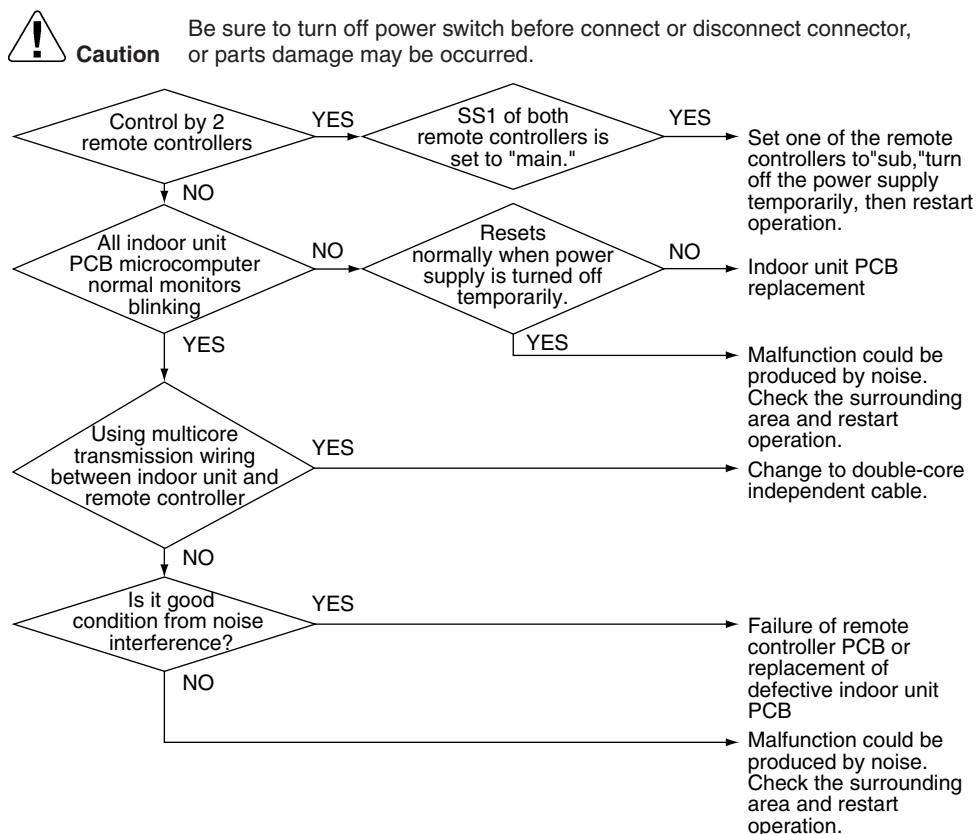 Be sure to turn off power switch before connect or disconnect connector,
Caution or parts damage may be occurred.
Control by 2
remote controllers
YES
SS1 of both
remote controllers is
set to "main."
YES
Set one of the remote
controllers to"sub,"turn
off the power supply
temporarily, then restart
operation.
NO
All indoor unit
PCB microcomputer
normal monitors
blinking
NO
Resets
normally when power
supply is turned off
temporarily.
NO
Indoor unit PCB
replacement
YES
YES
Malfunction could be
produced by noise.
Check the surrounding
area and restart
operation.
Using multicore
transmission wiring
between indoor unit and
remote controller
YES
Change to double-core
independent cable.
NO
Is it good
condition from noise
interference?
YES
Failure of remote
controller PCB or
replacement of
defective indoor unit
PCB
NO
Malfunction could be
produced by noise.
Check the surrounding
area and restart
operation.